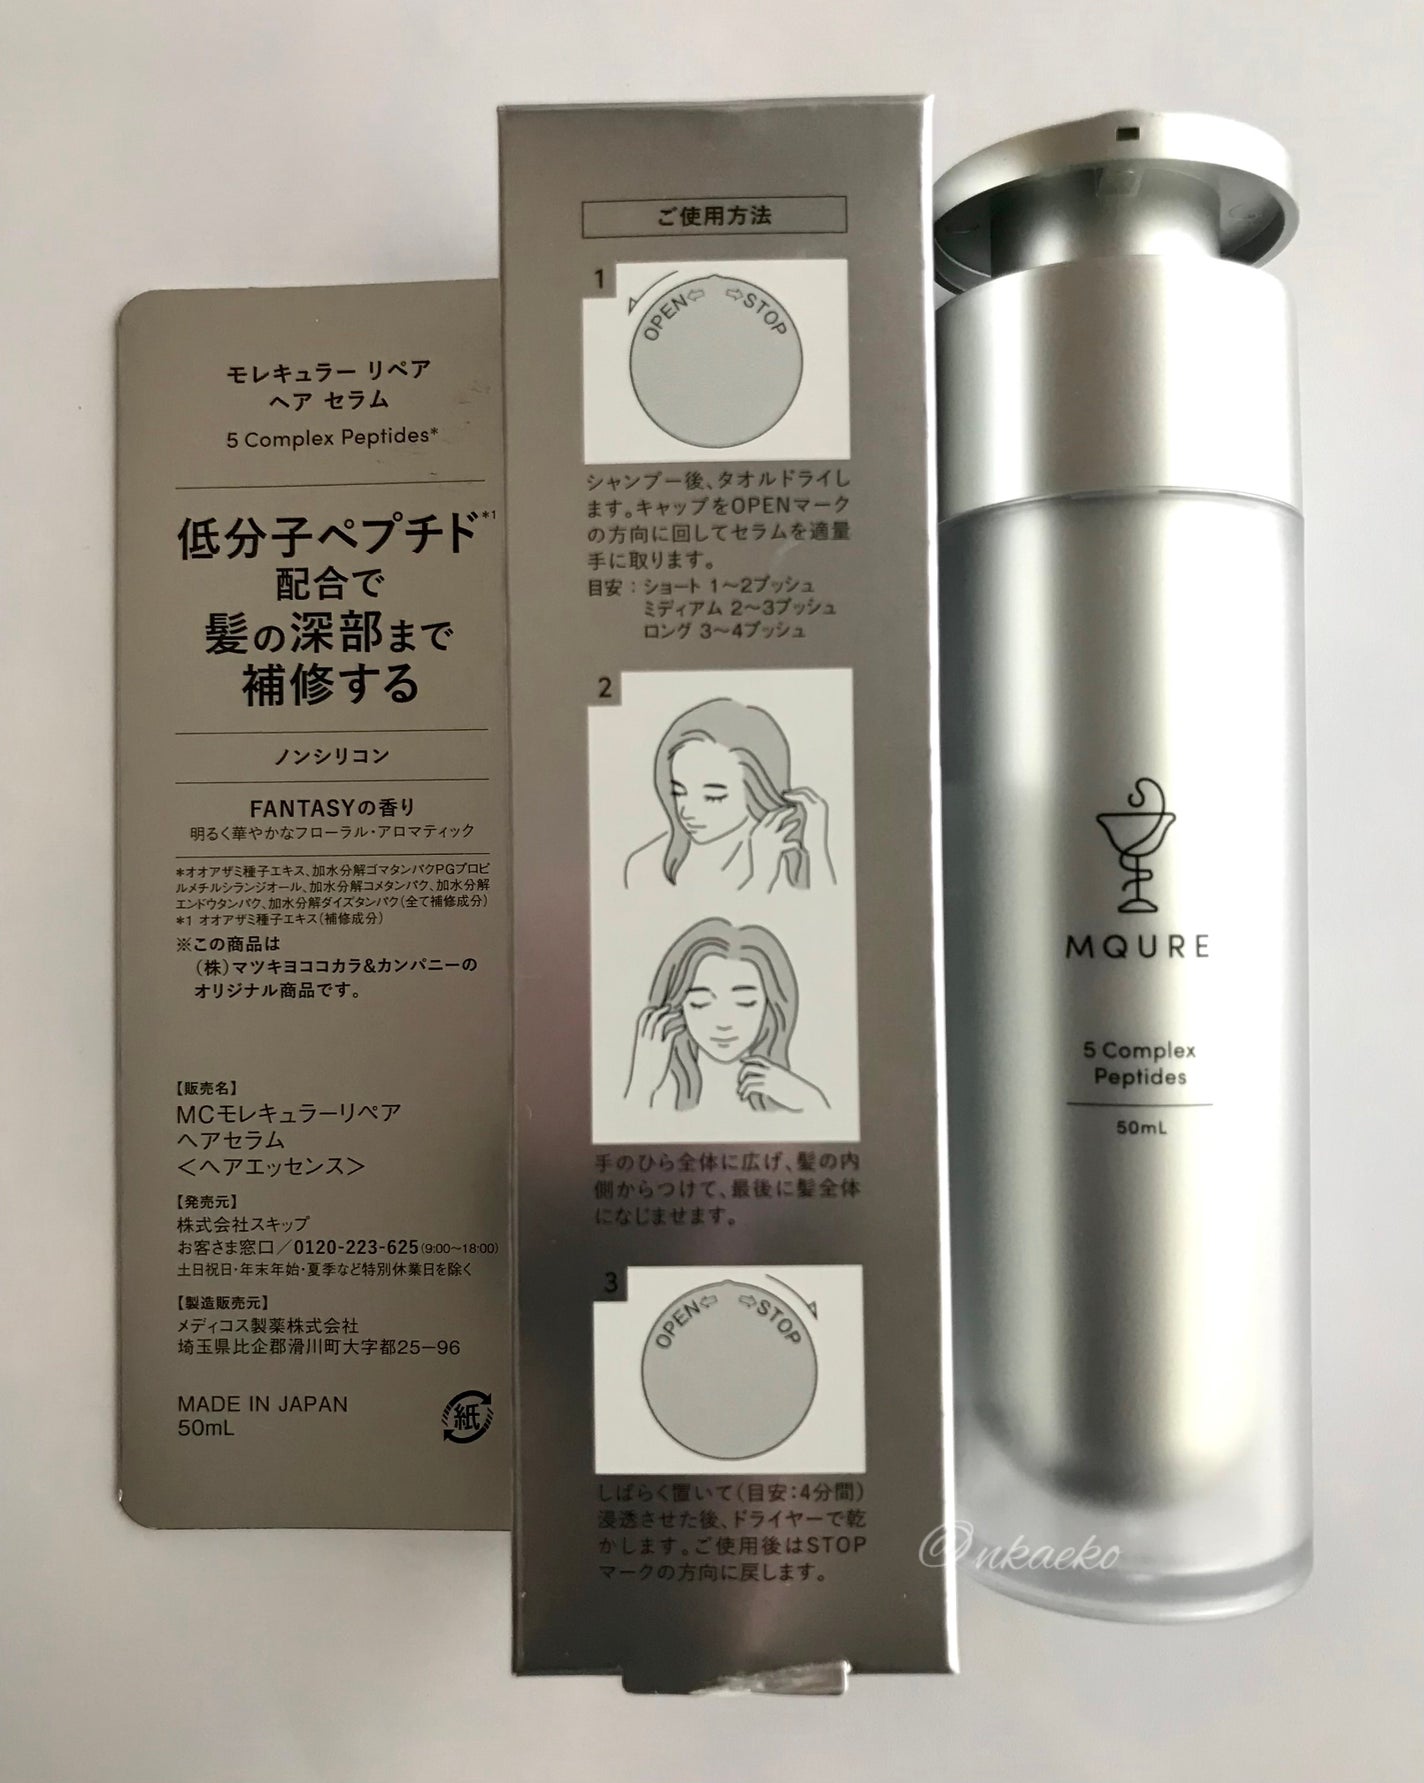 モレキュラー リペア
ヘア セラム
5 Complex Peptides*
低分子ペプチド*1
配合で
髪の深部まで
補修する
ノンシリコン
FANTASYの香り
明るく華やかなフローラル・アロマティック
*オオアザミ種子エキス、加水分解ゴマタンパクPGプロピ
ルメチルシランジオール、加水分解コメタンパク、加水分解
エンドウタンパク、加水分解ダイズタンパク(全て補修成分)
*1 オオアザミ種子エキス(補修成分)
※この商品は
(株)マツキヨココカラ&カンパニーの
オリジナル商品です。
【販売名】
MCモレキュラーリペア
ヘアセラム
<ヘアエッセンス>
【発売元】
株式会社スキップ
お客さま窓口/0120-223-625(9:00〜18:00)
土日祝日・年末年始・夏季など特別休業日を除く
【製造販売元】
メディコス製薬株式会社
埼玉県比企郡滑川町大字都25-96
MADE IN JAPAN
50mL
紙
ご使用方法
1
OPEN⇦ ⇨STOP
シャンプー後、タオルドライし
ます。キャップをOPENマーク
の方向に回してセラムを適量
手に取ります。
目安:ショート 1〜2プッシュ
ミディアム 2〜3プッシュ
ロング 3〜4プッシュ
2
手のひら全体に広げ、髪の内
側からつけて、最後に髪全体
になじませます。
3
OPEN⇦ ⇨STOP
しばらく置いて(目安:4分間)
浸透させた後、ドライヤーで乾
かします。ご使用後はSTOP
マークの方向に戻します。
MQURE
5 Complex
Peptides
50mL
@nkaeko